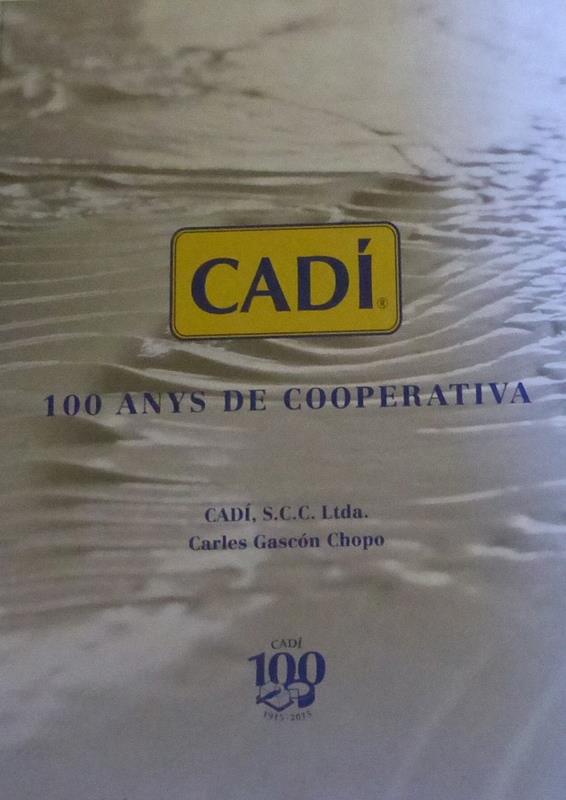 CADÍ®
100 ANYS DE COOPERATIVA
CADÍ, S.C.C. Ltda.
Carles Gascón Chopo
CADÍ
100
1915-2015